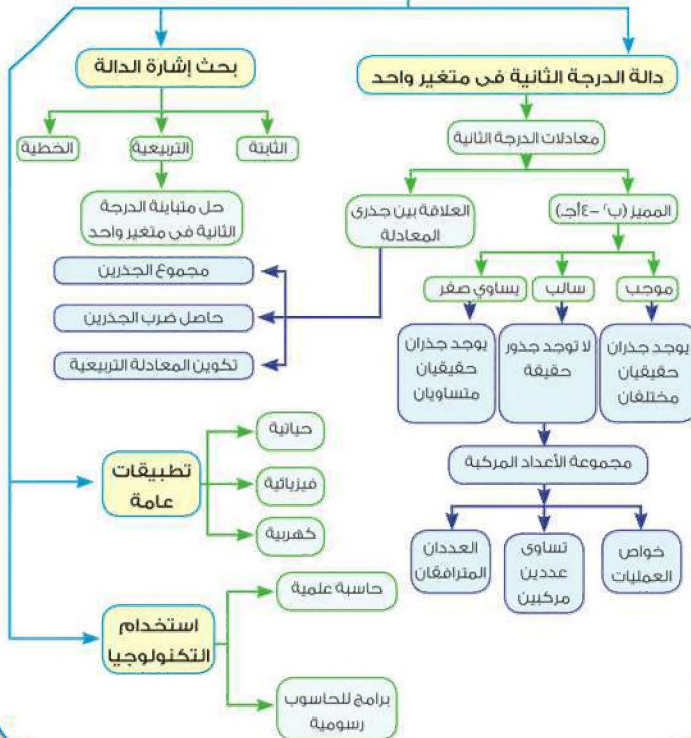 دالة الدرجة الثانية فى متغير واحد
معادلات الدرجة الثانية
المميز (ب٢ -٤أجـ)
موجب
سالب
يساوي صفر
يوجد جذران
حقيقيان
مختلفان
لا توجد جذور
حقيقة
يوجد جذران
حقيقيان
متساويان
مجموعة الأعداد المركبة
خواص
العمليات
تساوى
عددين
مركبين
العددان
المترافقان
العلاقة بين جذرى
المعادلة
مجموع الجذرين
حاصل ضرب الجذرين
تكوين المعادلة التربيعية
بحث إشارة الدالة
الثابتة
التربيعية
الخطية
حل متباينة الدرجة
الثانية فى متغير واحد
تطبيقات
عامة
حياتية
فيزيائية
كهربية
استخدام
التكنولوجيا
حاسبة علمية
برامج للحاسوب
رسومية